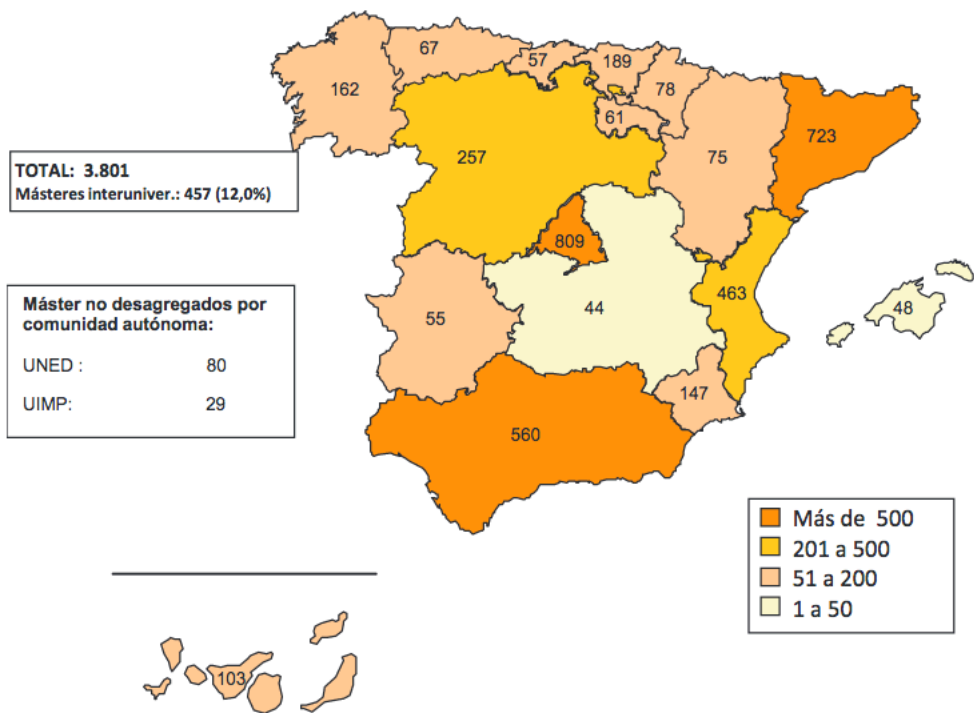 67
57
189
162
78
61
723
75
257
TOTAL: 3.801
Másteres interuniver.: 457 (12,0%)
809
463
44
48
55
Máster no desagregados por
comunidad autónoma:
UNED : 80
UIMP: 29
147
560
Más de 500
201 a 500
51 a 200
1 a 50
103